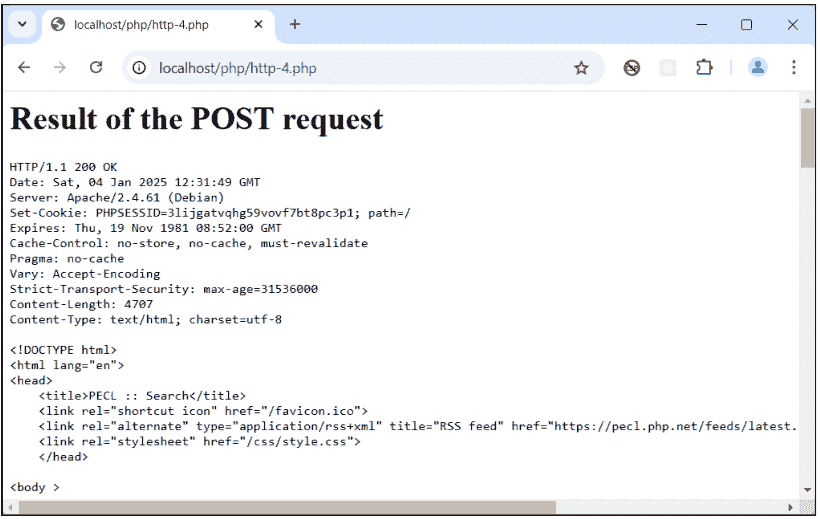 localhost/php/http-4.php
localhost/php/http-4.php
Result of the POST request
HTTP/1.1 200 OK
Date: Sat, 04 Jan 2025 12:31:49 GMT
Server: Apache/2.4.61 (Debian)
Set-Cookie: PHPSESSID=3lijgatvqhg59vovf7bt8pc3p1; path=/
Expires: Thu, 19 Nov 1981 08:52:00 GMT
Cache-Control: no-store, no-cache, must-revalidate
Pragma: no-cache
Vary: Accept-Encoding
Strict-Transport-Security: max-age=31536000
Content-Length: 4707
Content-Type: text/html; charset=utf-8
<!DOCTYPE html>
<html lang="en">
<head>
<title>PECL :: Search</title>
<link rel="shortcut icon" href="/favicon.ico">
<link rel="alternate" type="application/rss+xml" title="RSS feed" href="https://pecl.php.net/feeds/latest.
<link rel="stylesheet" href="/css/style.css">
</head>
<body >